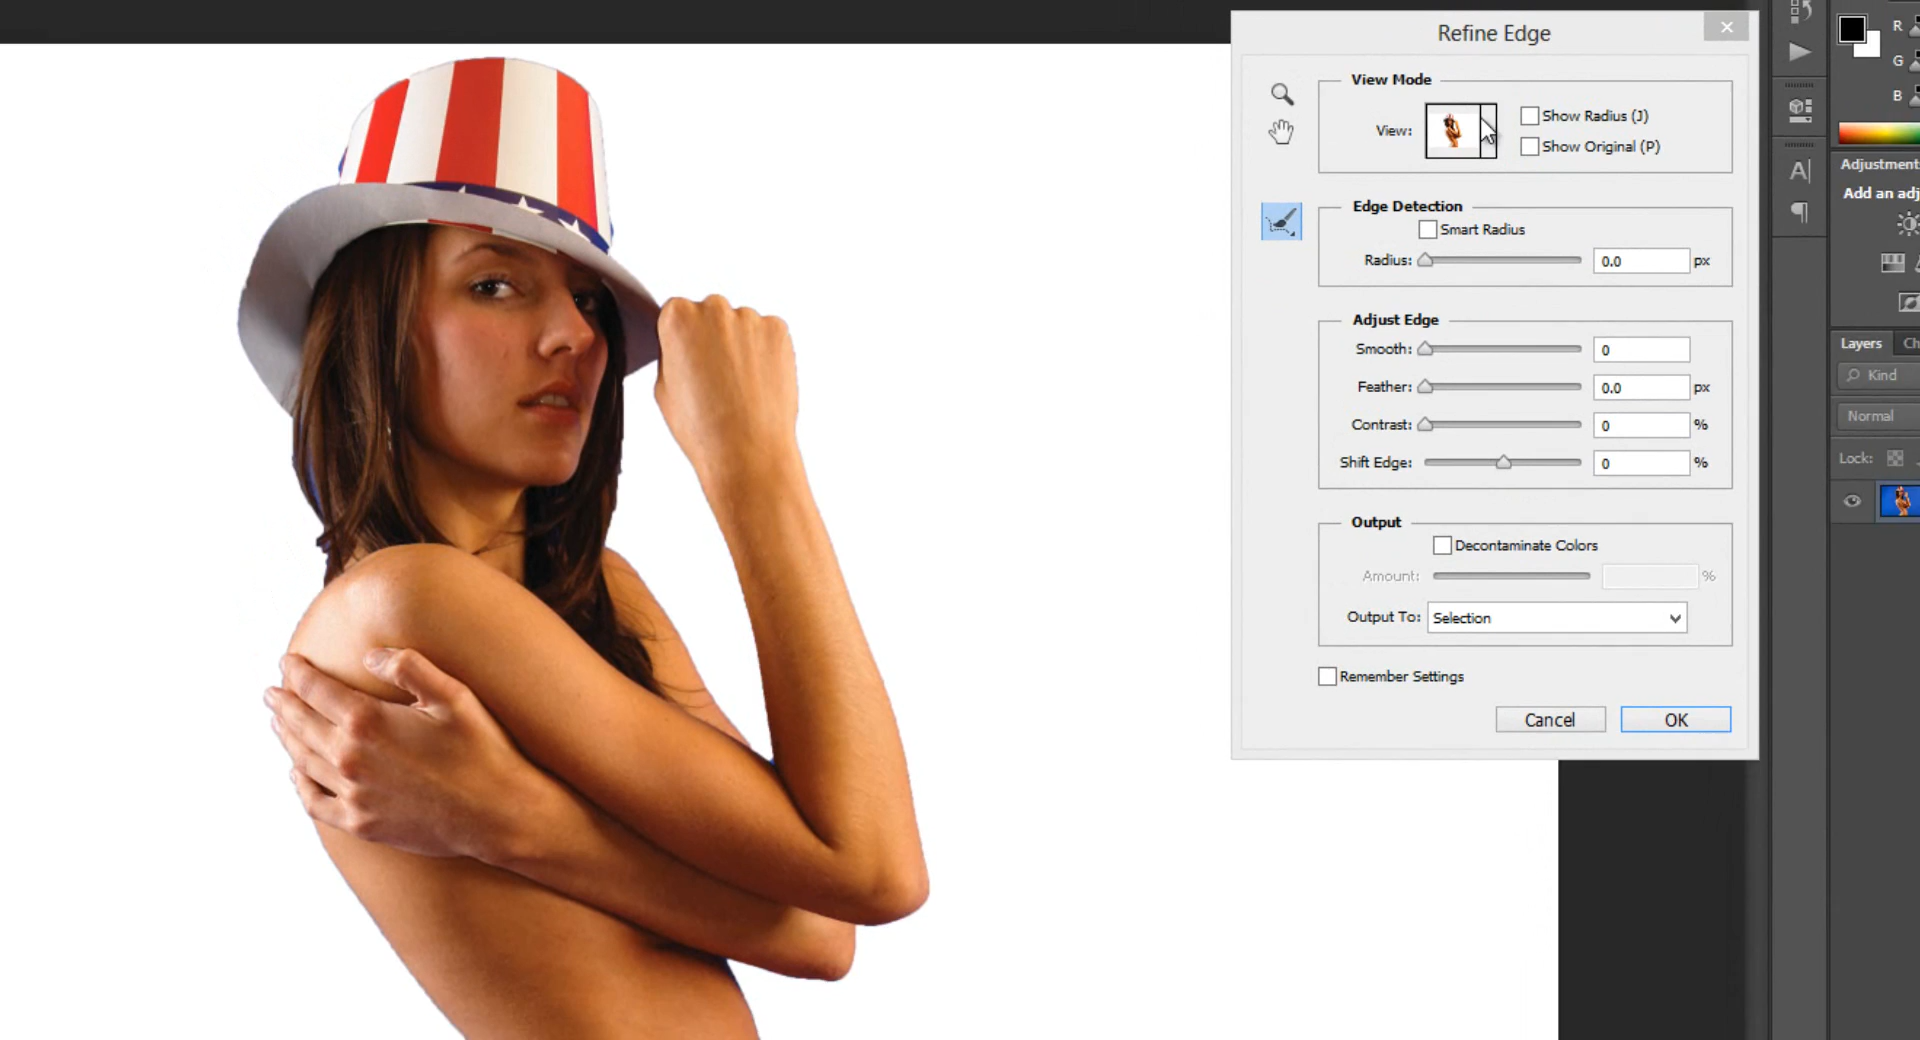 Refine Edge
View Mode
View:
Show Radius (J)
Show Original (P)
Edge Detection
Smart Radius
Radius:
0.0
px
Adjust Edge
Smooth:
0
Feather:
0.0
px
Contrast:
0
%
Shift Edge:
0
%
Output
Decontaminate Colors
Amount:
%
Output To:
Selection
Remember Settings
Cancel
OK
R
G
B
A
Adjustment
Add an adj
Layers
Ch
Kind
Normal
Lock: